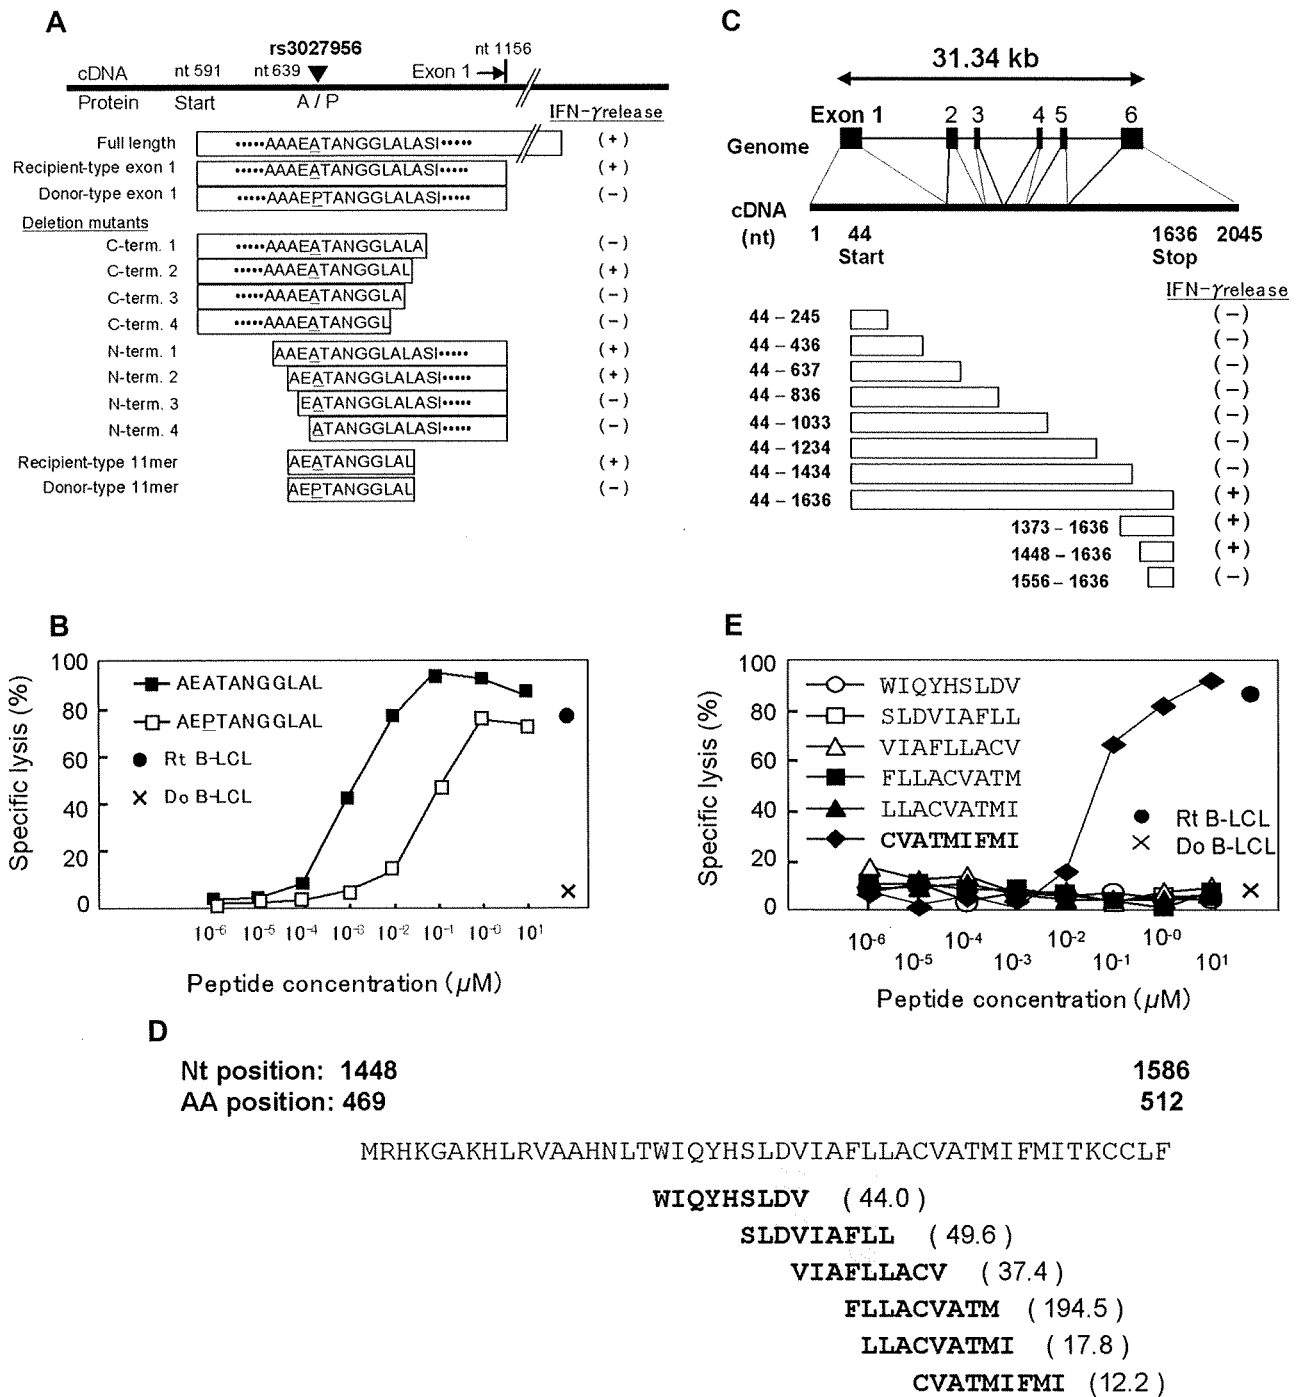 A
rs3027956
cDNA nt 591 nt 639 Exon 1 nt 1156
Protein Start A / P
IFN-γrelease
Full length •••••AAAEATANGGLALASI••••• (+)
Recipient-type exon 1 •••••AAAEATANGGLALASI••••• (+)
Donor-type exon 1 •••••AAAEPTANGGLALASI••••• (−)
Deletion mutants
C-term. 1 •••••AAAEATANGGLALA (−)
C-term. 2 •••••AAAEATANGGLAL (+)
C-term. 3 •••••AAAEATANGGLA (−)
C-term. 4 •••••AAAEATANGGL (−)
N-term. 1 AAEATANGGLALASI••••• (+)
N-term. 2 AEATANGGLALASI••••• (+)
N-term. 3 EATANGGLALASI••••• (−)
N-term. 4 ATANGGLALASI••••• (−)
Recipient-type 11mer AEATANGGLAL (+)
Donor-type 11mer AEPTANGGLAL (−)
C
31.34 kb
Exon 1 2 3 4 5 6
Genome
cDNA
(nt) 1 44 1636 2045
Start Stop
IFN-γrelease
44 – 245 (−)
44 – 436 (−)
44 – 637 (−)
44 – 836 (−)
44 – 1033 (−)
44 – 1234 (−)
44 – 1434 (−)
44 – 1636 (+)
1373 – 1636 (+)
1448 – 1636 (+)
1556 – 1636 (−)
B
Specific lysis (%)
100
80
60
40
20
0
AEATANGGLAL
AEPTANGGLAL
Rt B-LCL
Do B-LCL
10⁻⁶ 10⁻⁵ 10⁻⁴ 10⁻³ 10⁻² 10⁻¹ 10⁻⁰ 10¹
Peptide concentration (μM)
E
Specific lysis (%)
100
80
60
40
20
0
WIQYHSLDV
SLDVIAFLL
VIAFLLACV
FLLACVATM
LLACVATMI
CVATMIFMI
Rt B-LCL
Do B-LCL
10⁻⁶ 10⁻⁴ 10⁻² 10⁻⁰
10⁻⁵ 10⁻³ 10⁻¹ 10¹
Peptide concentration (μM)
D
Nt position: 1448 1586
AA position: 469 512
MRHKGAKHLRVAAHNLTWIQYHSLDVIAFLLACVATMIFMITKCCLF
WIQYHSLDV ( 44.0 )
SLDVIAFLL ( 49.6 )
VIAFLLACV ( 37.4 )
FLLACVATM ( 194.5 )
LLACVATMI ( 17.8 )
CVATMIFMI (12.2 )